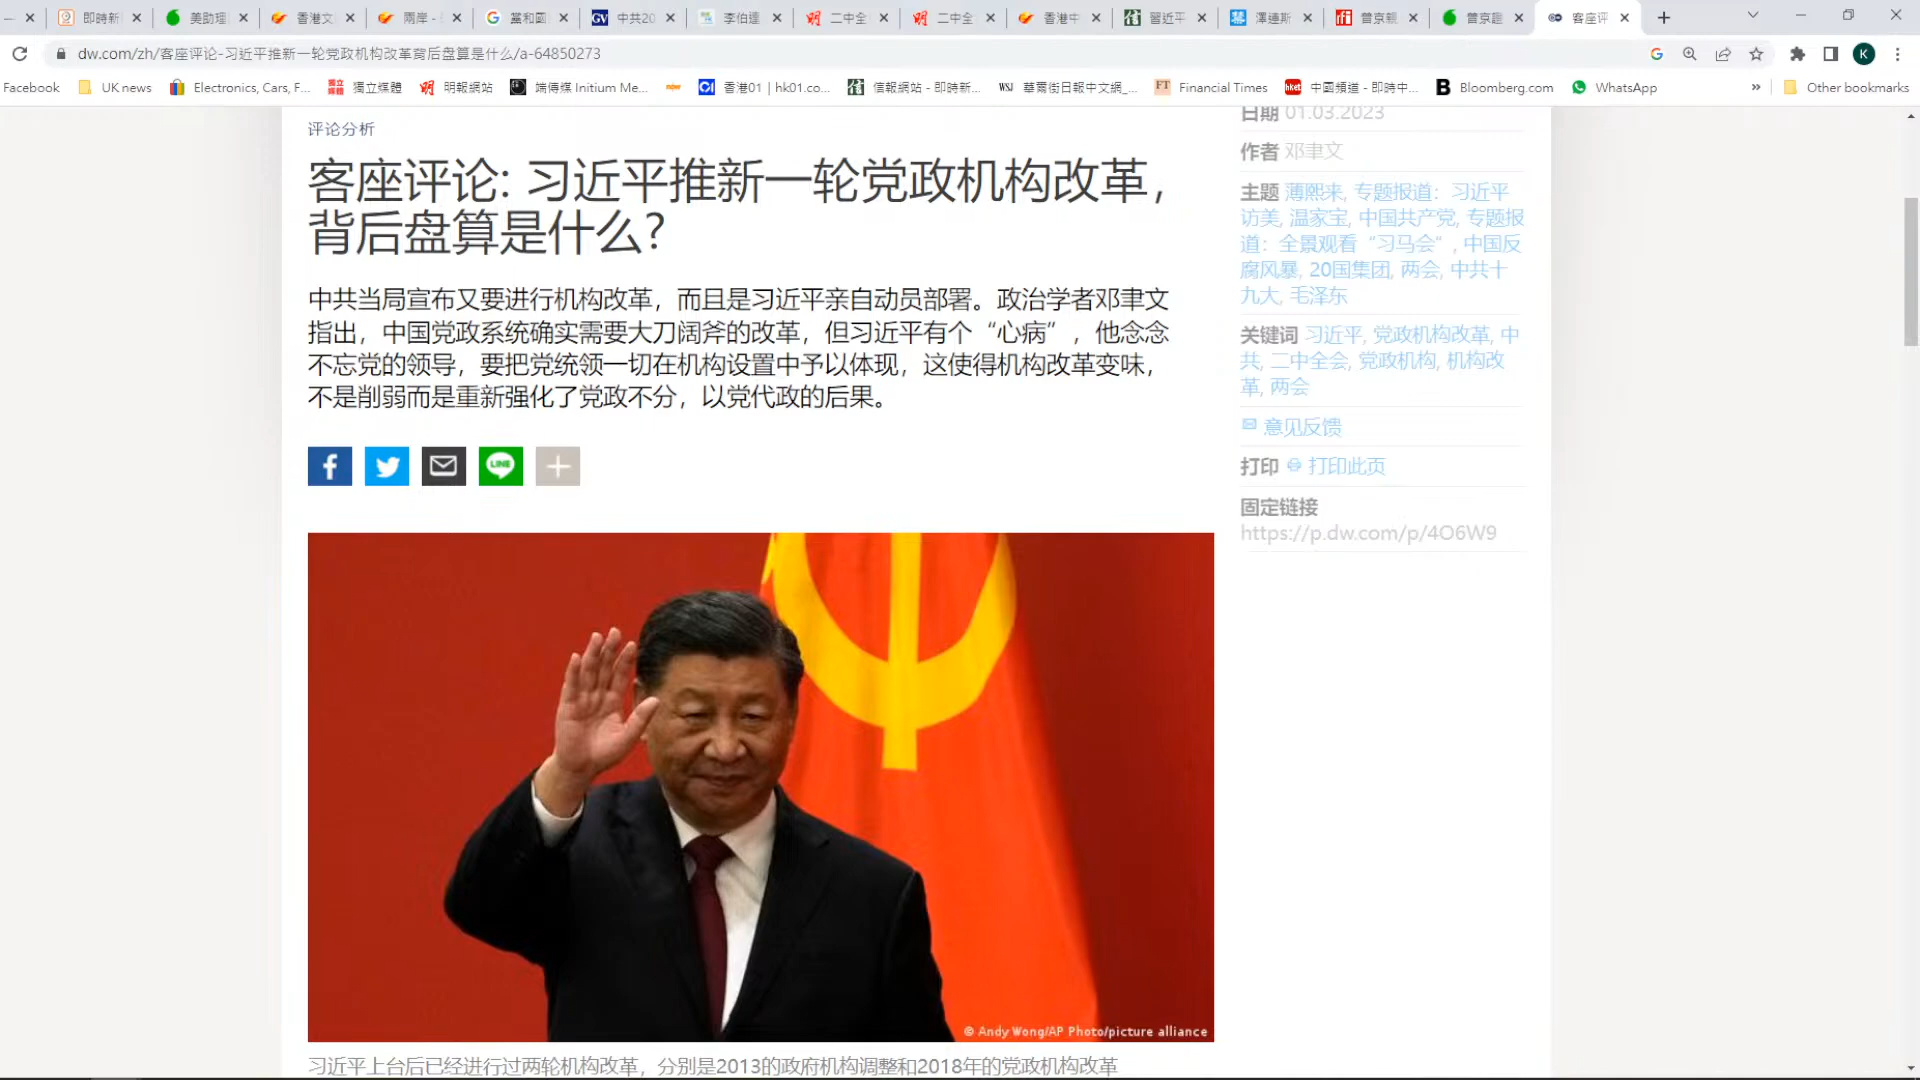 即時新
美助理
香港文
兩岸 -
黨和國
中共20
李伯達
二中全
二中全
香港中
習近平
澤連斯
普京親
普京趕
客座评
dw.com/zh/客座评论-习近平推新一轮党政机构改革背后盘算是什么/a-64850273
K
Facebook
UK news
Electronics, Cars, F...
獨立媒體
明報網站
端傳媒 Initium Me...
香港01 | hk01.co...
信報網站 - 即時新...
WSJ 華爾街日報中文網_...
FT Financial Times
hket 中國頻道 - 即時中...
B Bloomberg.com
WhatsApp
»
Other bookmarks
评论分析
客座评论: 习近平推新一轮党政机构改革，
背后盘算是什么？
中共当局宣布又要进行机构改革，而且是习近平亲自动员部署。政治学者邓聿文
指出，中国党政系统确实需要大刀阔斧的改革，但习近平有个“心病”，他念念
不忘党的领导，要把党统领一切在机构设置中予以体现，这使得机构改革变味，
不是削弱而是重新强化了党政不分，以党代政的后果。
LINE
© Andy Wong/AP Photo/picture alliance
习近平上台后已经进行过两轮机构改革，分别是2013的政府机构调整和2018年的党政机构改革
日期 01.03.2023
作者 邓聿文
主题 薄熙来, 专题报道：习近平
访美, 温家宝, 中国共产党, 专题报
道：全景观看“习马会”, 中国反
腐风暴, 20国集团, 两会, 中共十
九大, 毛泽东
关键词 习近平, 党政机构改革, 中
共, 二中全会, 党政机构, 机构改
革, 两会
意见反馈
打印 打印此页
固定链接
https://p.dw.com/p/4O6W9